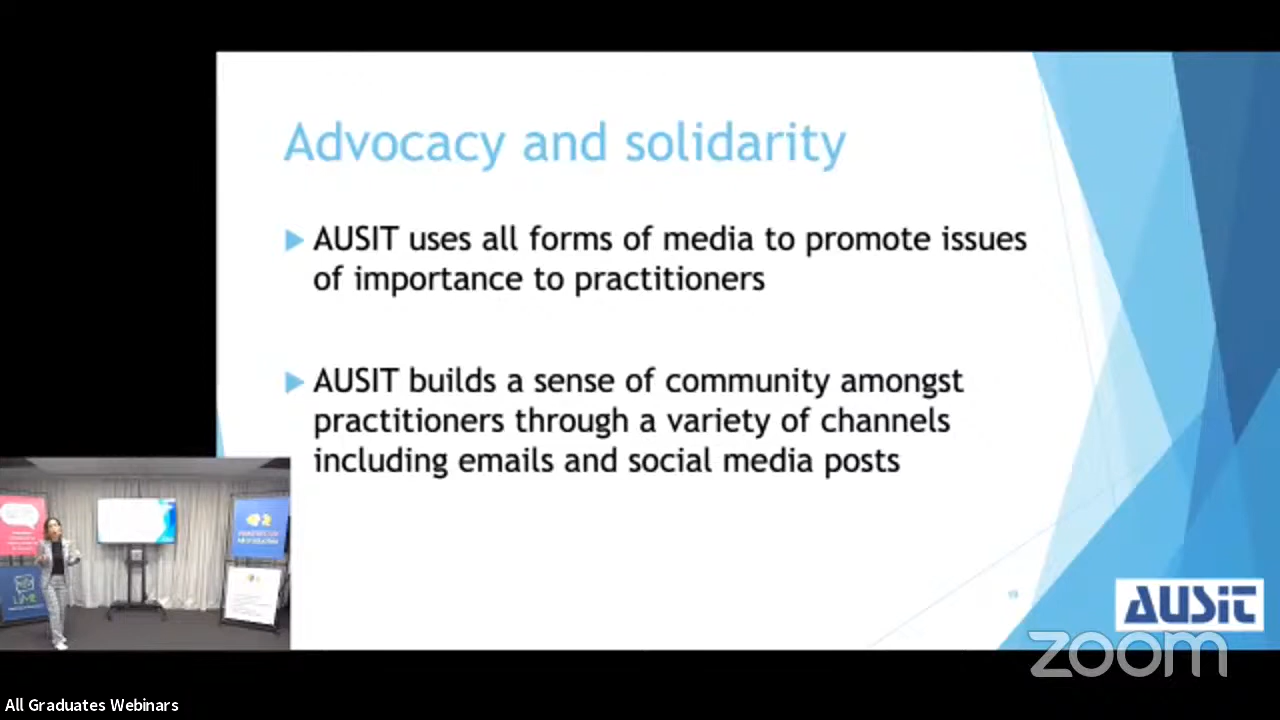 Advocacy and solidarity
AUSIT uses all forms of media to promote issues
of importance to practitioners
AUSIT builds a sense of community amongst
practitioners through a variety of channels
including emails and social media posts
19
AUSiT
zoom
All Graduates Webinars